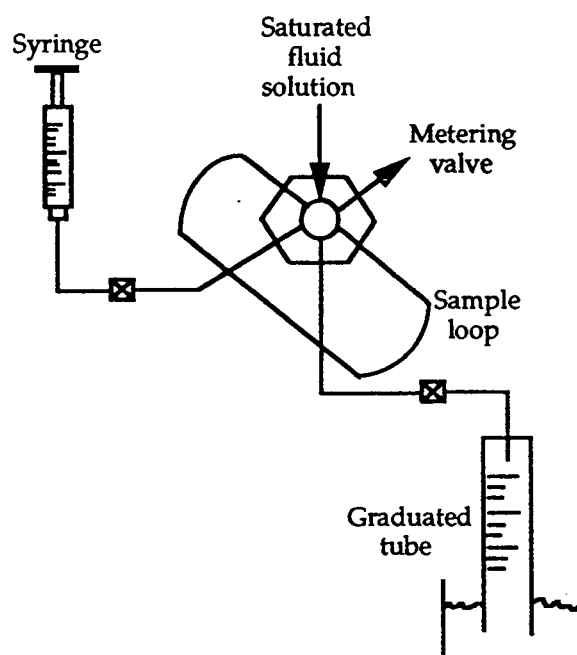 Syringe
Saturated
fluid
solution
Metering
valve
Sample
loop
Graduated
tube